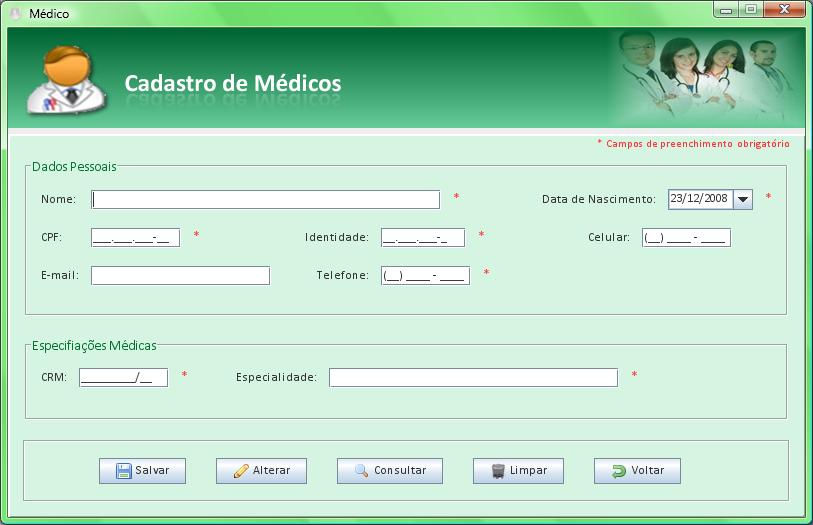 Médico
Cadastro de Médicos
* Campos de preenchimento obrigatório
Dados Pessoais
Nome: * Data de Nascimento: 23/12/2008 *
CPF: ___.___.___-__ * Identidade: __.___.___-_ * Celular: (__) ____ - ____
E-mail: Telefone: (__) ____ - ____ *
Especifiações Médicas
CRM: _________/__ * Especialidade: *
Salvar Alterar Consultar Limpar Voltar